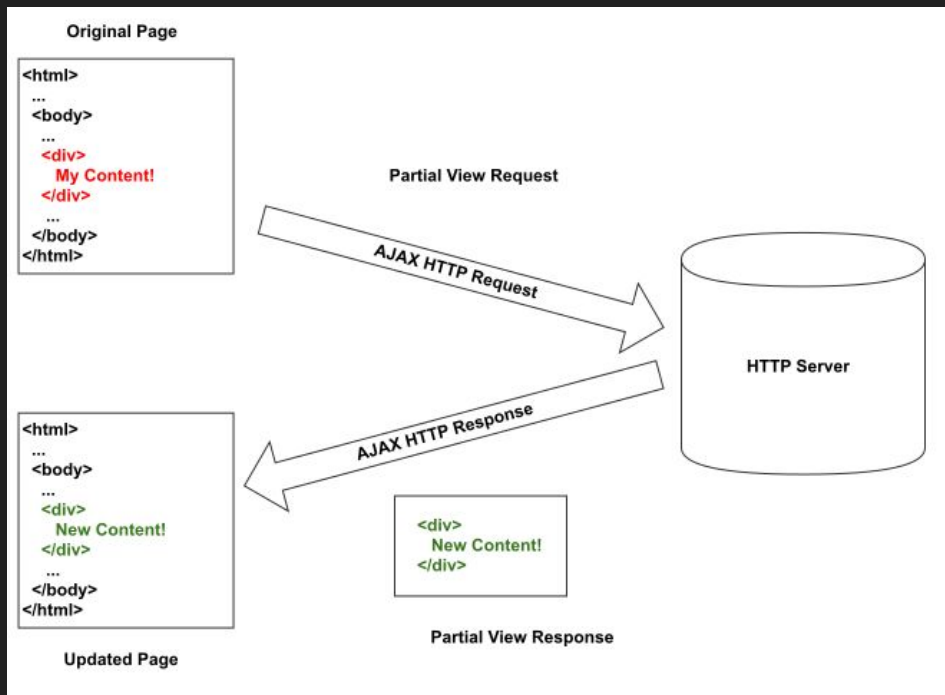 Original Page
<html>
...
<body>
...
<div>
My Content!
</div>
...
</body>
</html>
Partial View Request
AJAX HTTP Request
HTTP Server
AJAX HTTP Response
<html>
...
<body>
...
<div>
New Content!
</div>
...
</body>
</html>
<div>
New Content!
</div>
Partial View Response
Updated Page